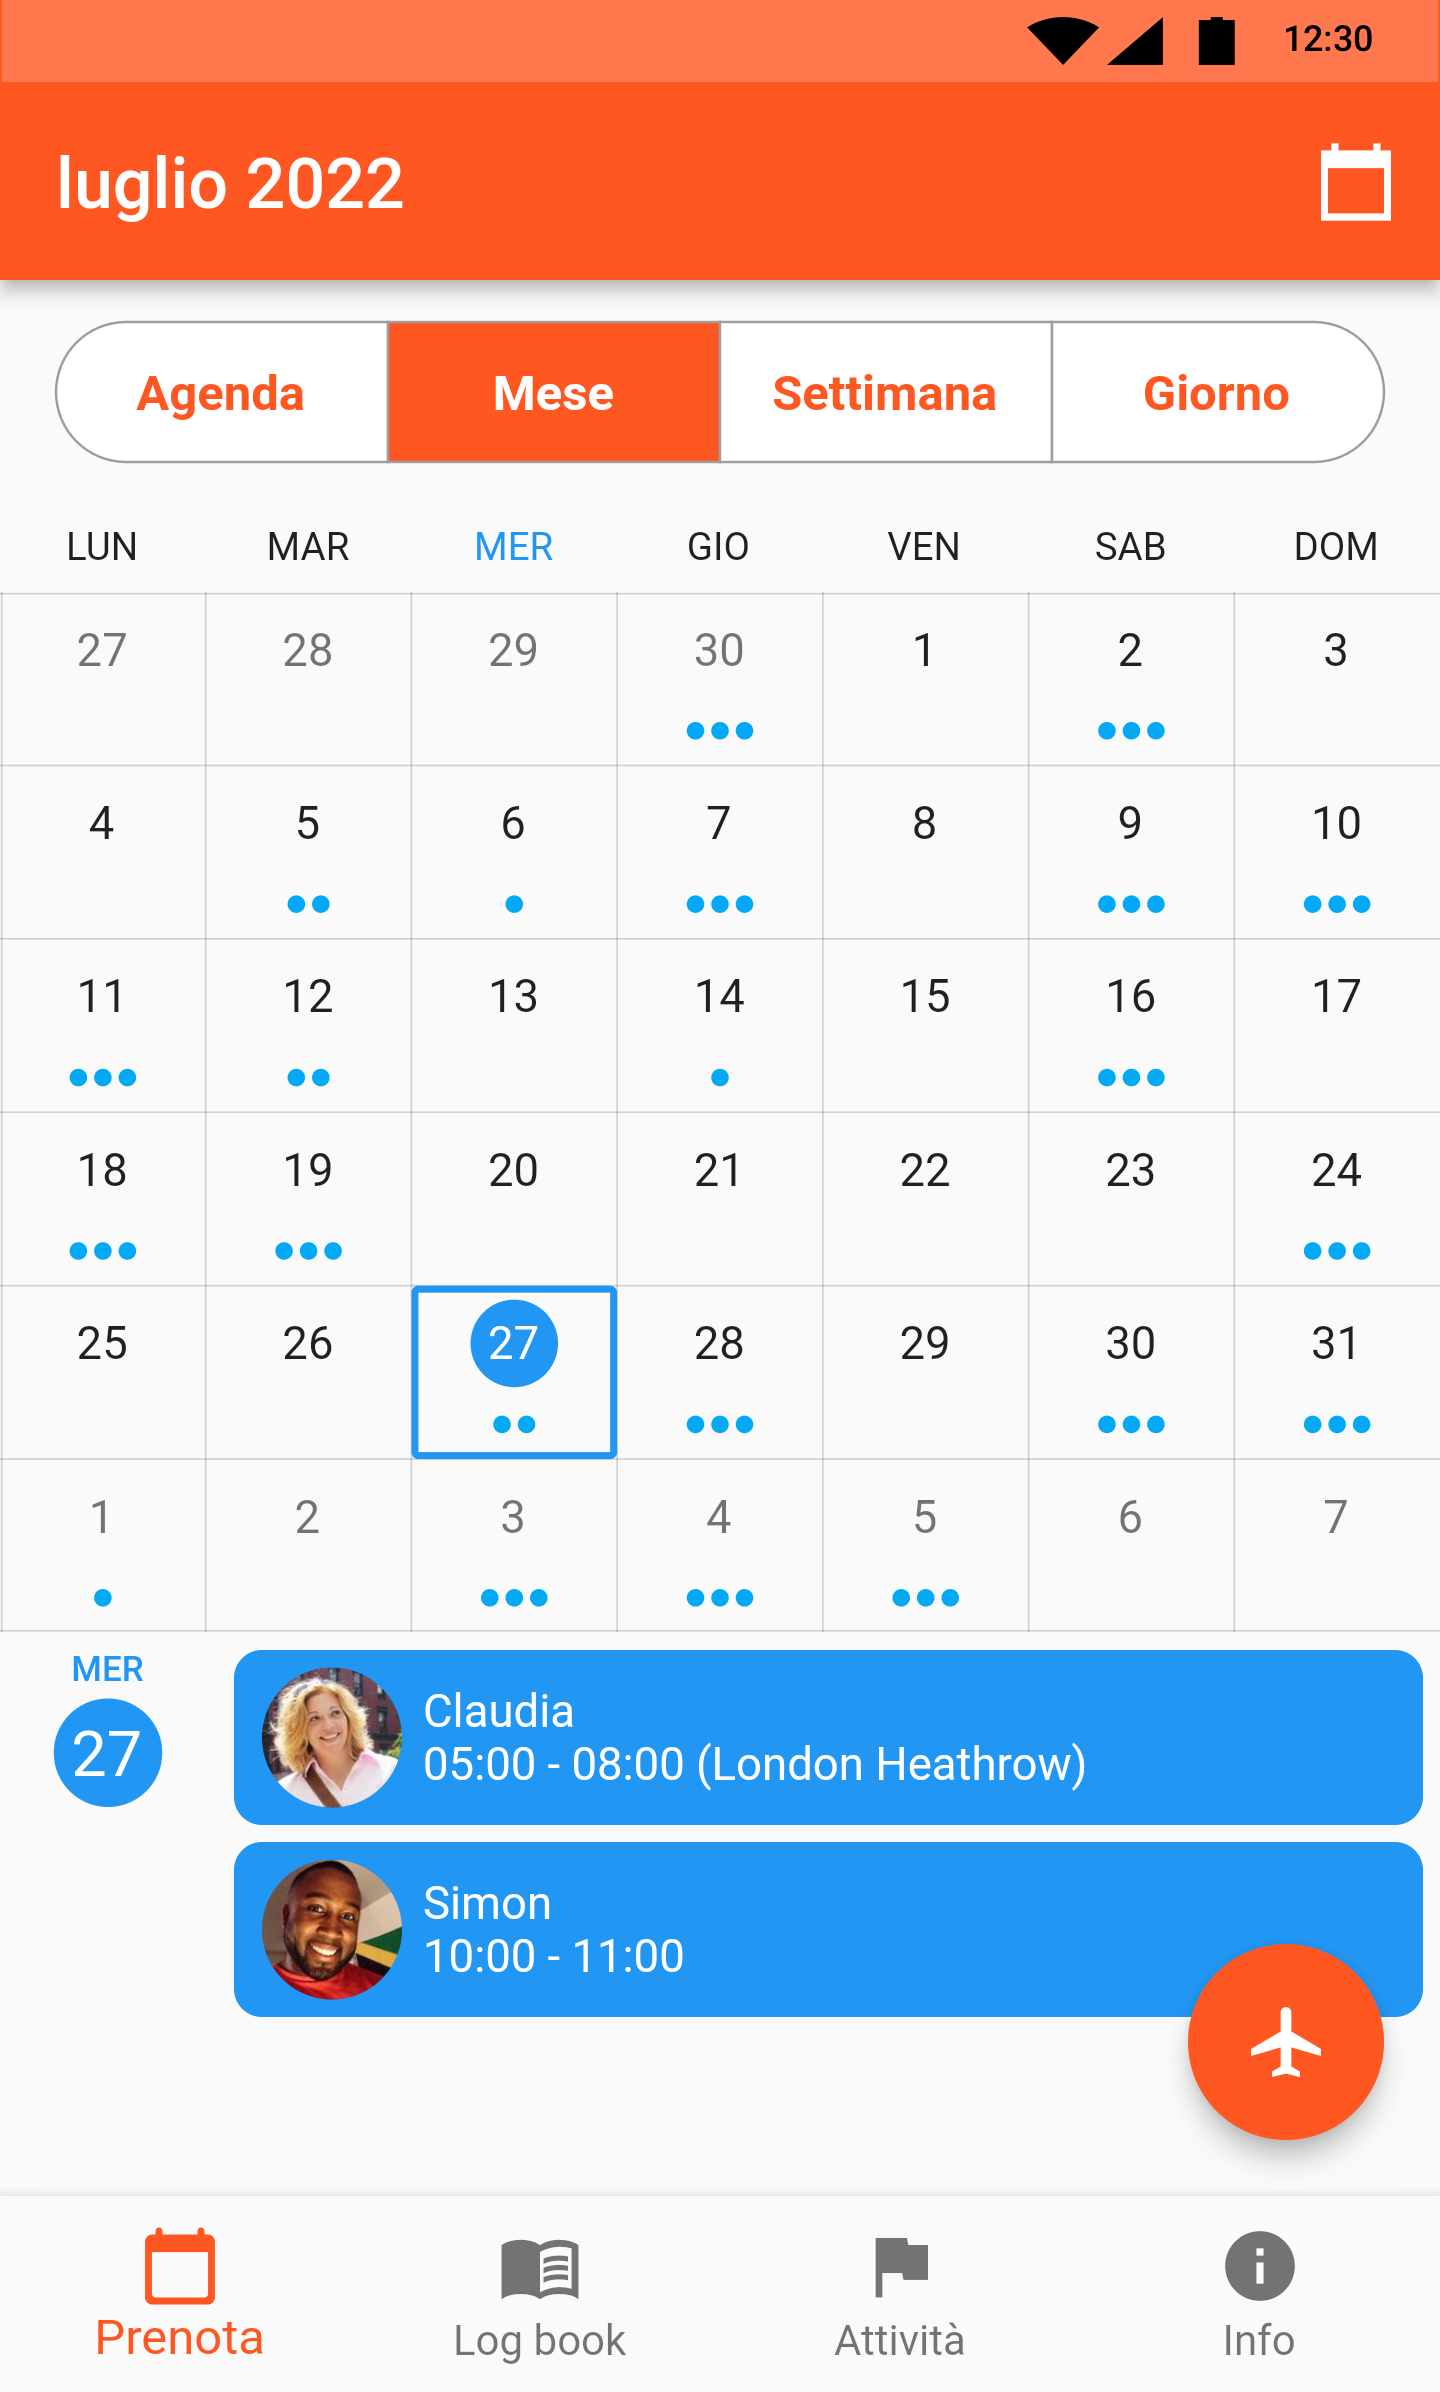 12:30
luglio 2022
Agenda Mese Settimana Giorno
LUN MAR MER GIO VEN SAB DOM
27 28 29 30 1 2 3
4 5 6 7 8 9 10
11 12 13 14 15 16 17
18 19 20 21 22 23 24
25 26 27 28 29 30 31
1 2 3 4 5 6 7
MER
27
Claudia
05:00 - 08:00 (London Heathrow)
Simon
10:00 - 11:00
Prenota Log book Attività Info